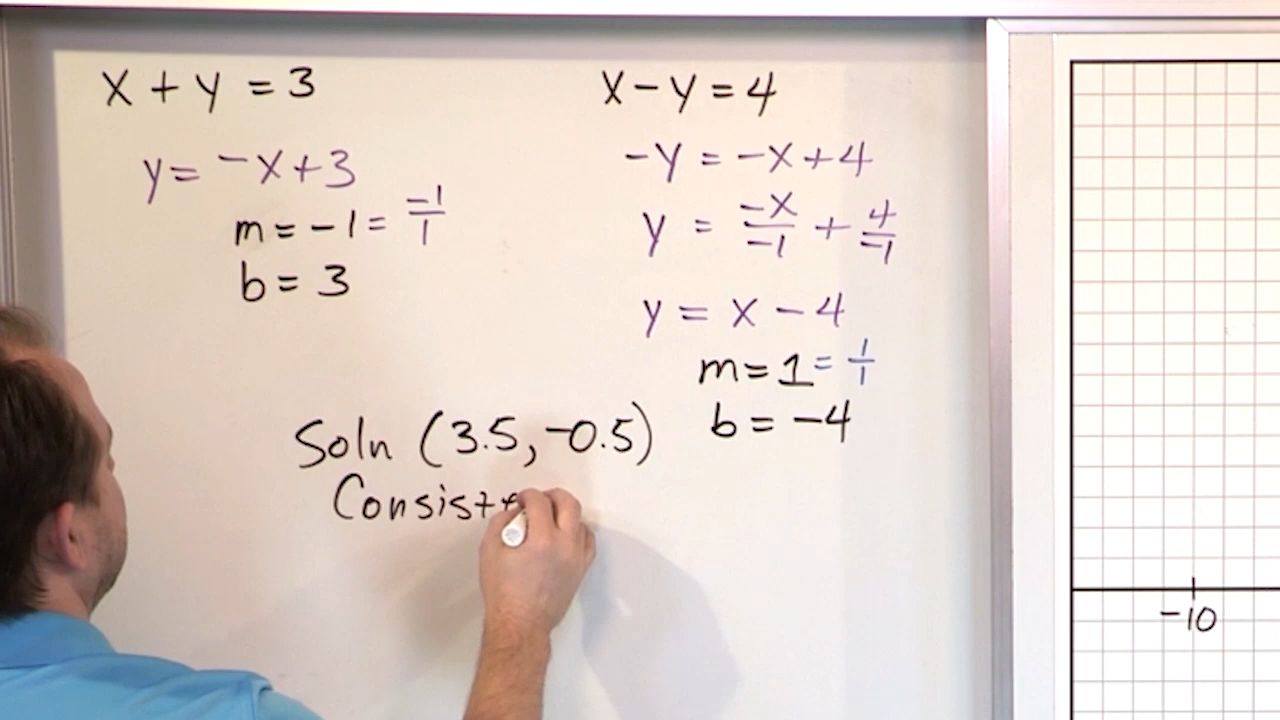 x + y = 3
y = -x + 3
m = -1 = -1/1
b = 3
x - y = 4
-y = -x + 4
y = -x/-1 + 4/-1
y = x - 4
m = 1 = 1/1
b = -4
Soln (3.5, -0.5)
Consiste
-10